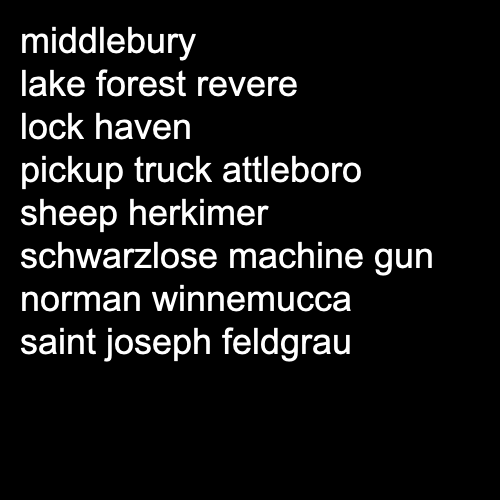 middlebury
lake forest revere
lock haven
pickup truck attleboro
sheep herkimer
schwarzlose machine gun
norman winnemucca
saint joseph feldgrau